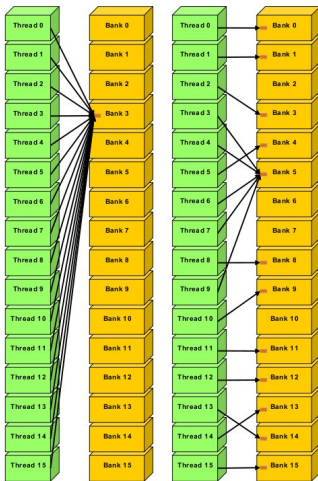 Thread 0
Thread 1
Thread 2
Thread 3
Thread 4
Thread 5
Thread 6
Thread 7
Thread 8
Thread 9
Thread 10
Thread 11
Thread 12
Thread 13
Thread 14
Thread 15
Bank 0
Bank 1
Bank 2
Bank 3
Bank 4
Bank 5
Bank 6
Bank 7
Bank 8
Bank 9
Bank 10
Bank 11
Bank 12
Bank 13
Bank 14
Bank 15
Thread 0
Thread 1
Thread 2
Thread 3
Thread 4
Thread 5
Thread 6
Thread 7
Thread 8
Thread 9
Thread 10
Thread 11
Thread 12
Thread 13
Thread 14
Thread 15
Bank 0
Bank 1
Bank 2
Bank 3
Bank 4
Bank 5
Bank 6
Bank 7
Bank 8
Bank 9
Bank 10
Bank 11
Bank 12
Bank 13
Bank 14
Bank 15